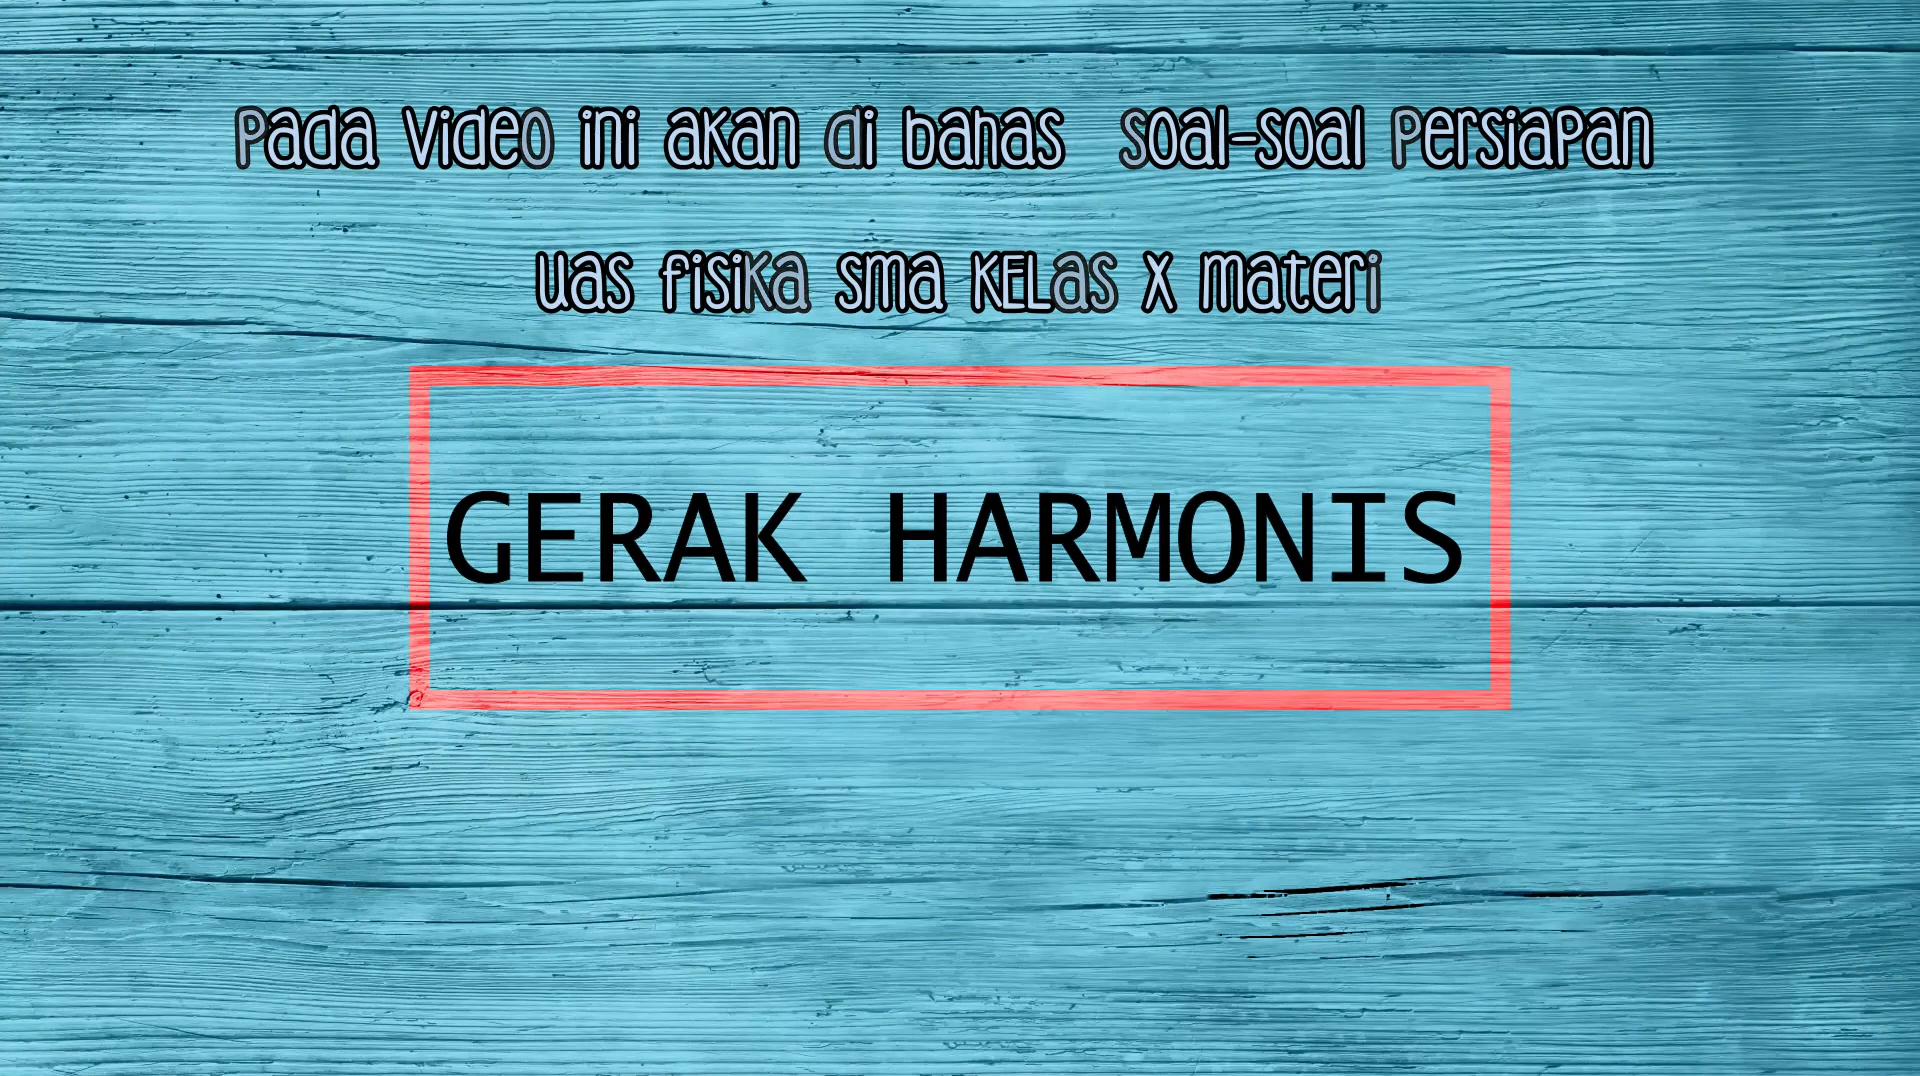 Pada video ini akan di bahas soal-soal Persiapan
uas fisika sma KELas X materi
GERAK HARMONIS